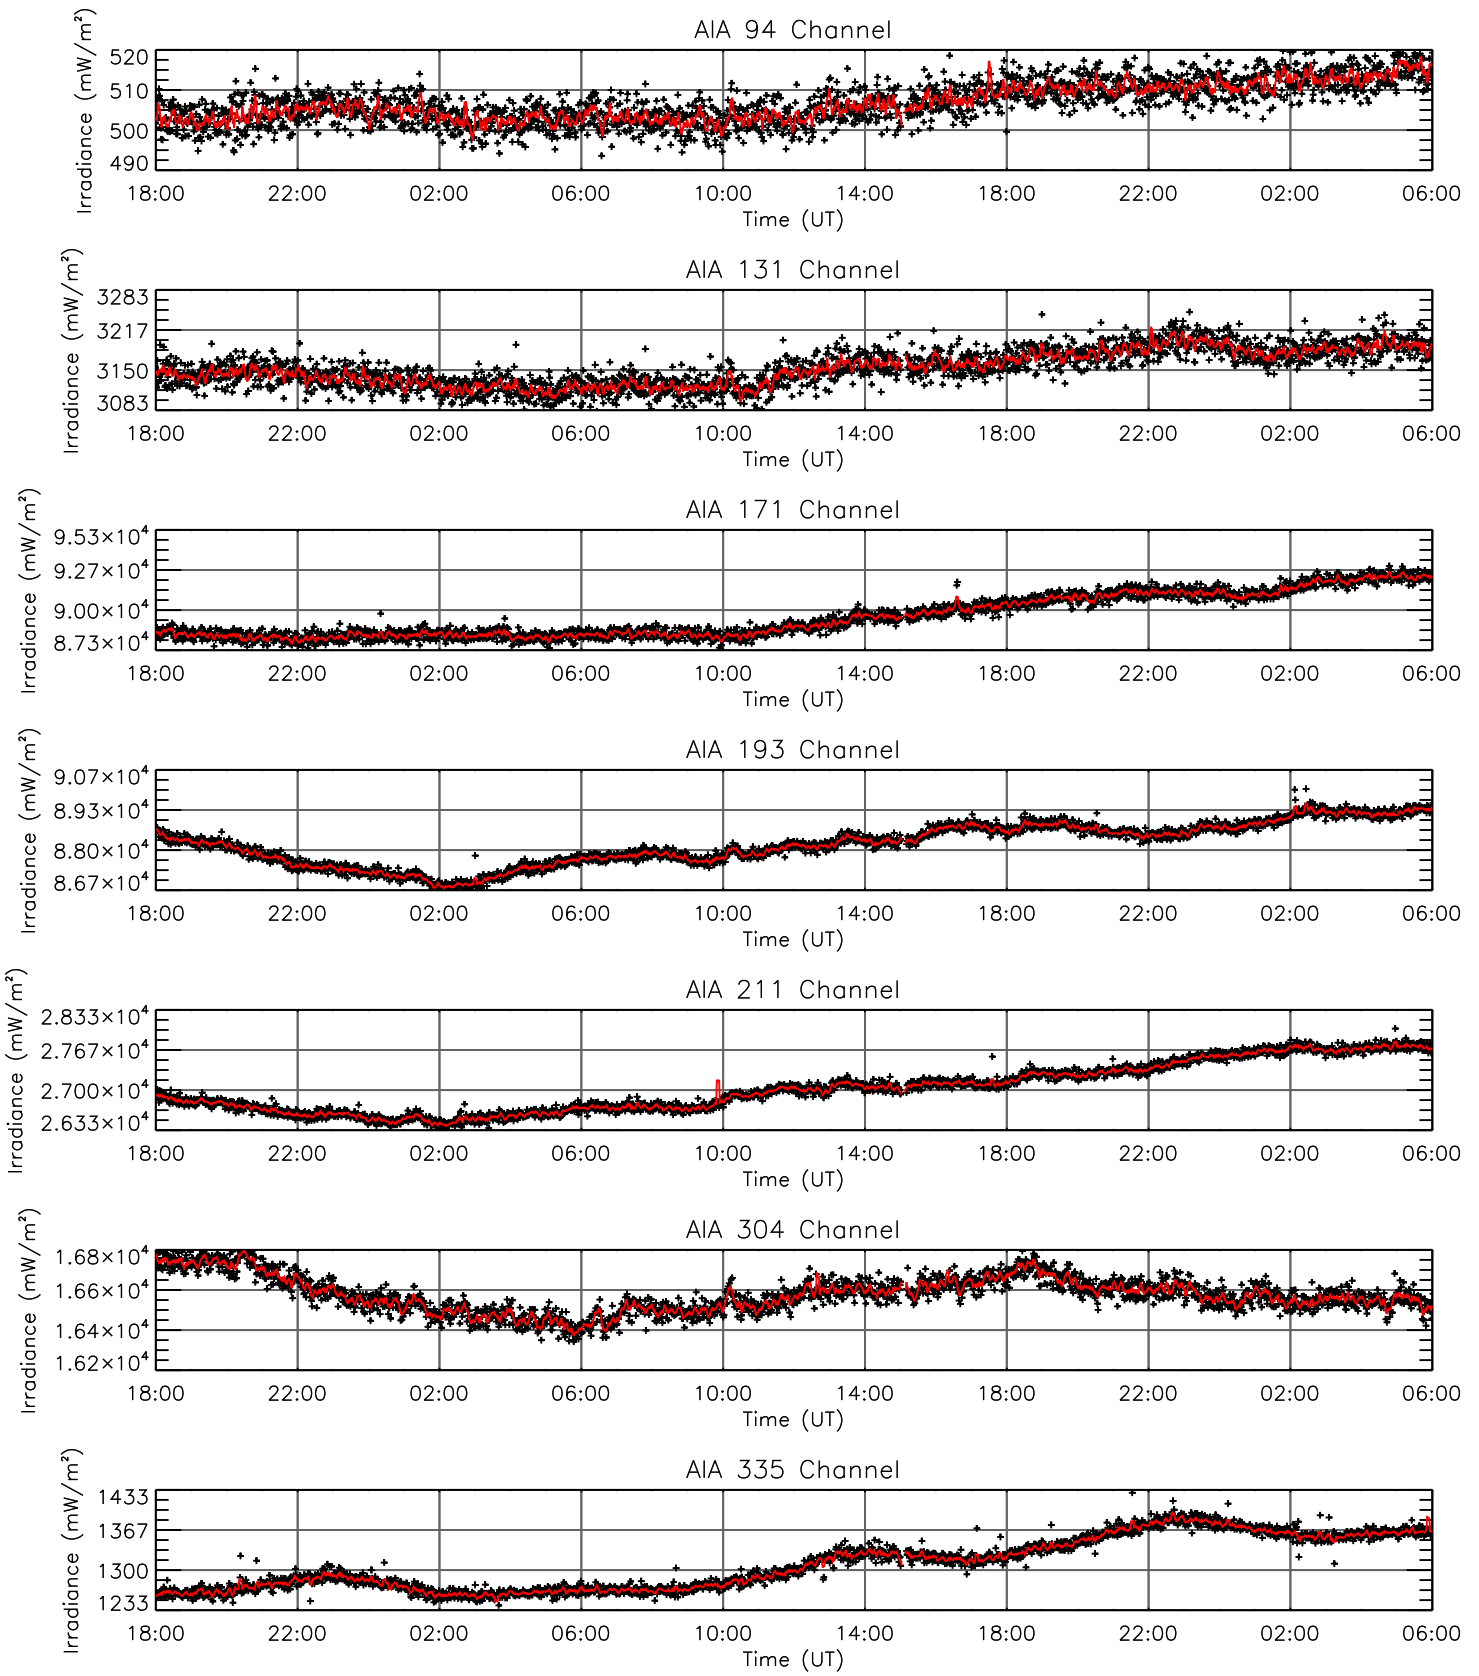 AIA 94 Channel
Irradiance (mW/m²)
520
510
500
490
18:00 22:00 02:00 06:00 10:00 14:00 18:00 22:00 02:00 06:00
Time (UT)
AIA 131 Channel
Irradiance (mW/m²)
3283
3217
3150
3083
18:00 22:00 02:00 06:00 10:00 14:00 18:00 22:00 02:00 06:00
Time (UT)
AIA 171 Channel
Irradiance (mW/m²)
9.53×10⁴
9.27×10⁴
9.00×10⁴
8.73×10⁴
18:00 22:00 02:00 06:00 10:00 14:00 18:00 22:00 02:00 06:00
Time (UT)
AIA 193 Channel
Irradiance (mW/m²)
9.07×10⁴
8.93×10⁴
8.80×10⁴
8.67×10⁴
18:00 22:00 02:00 06:00 10:00 14:00 18:00 22:00 02:00 06:00
Time (UT)
AIA 211 Channel
Irradiance (mW/m²)
2.833×10⁴
2.767×10⁴
2.700×10⁴
2.633×10⁴
18:00 22:00 02:00 06:00 10:00 14:00 18:00 22:00 02:00 06:00
Time (UT)
AIA 304 Channel
Irradiance (mW/m²)
1.68×10⁴
1.66×10⁴
1.64×10⁴
1.62×10⁴
18:00 22:00 02:00 06:00 10:00 14:00 18:00 22:00 02:00 06:00
Time (UT)
AIA 335 Channel
Irradiance (mW/m²)
1433
1367
1300
1233
18:00 22:00 02:00 06:00 10:00 14:00 18:00 22:00 02:00 06:00
Time (UT)